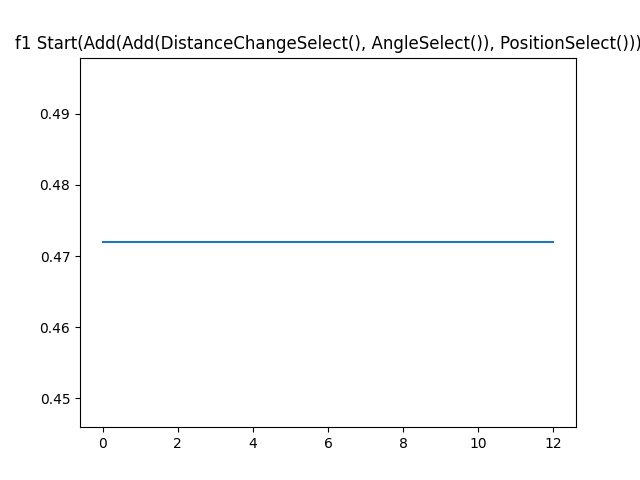 f1 Start(Add(Add(DistanceChangeSelect(), AngleSelect()), PositionSelect()))
0.49
0.48
0.47
0.46
0.45
0 2 4 6 8 10 12